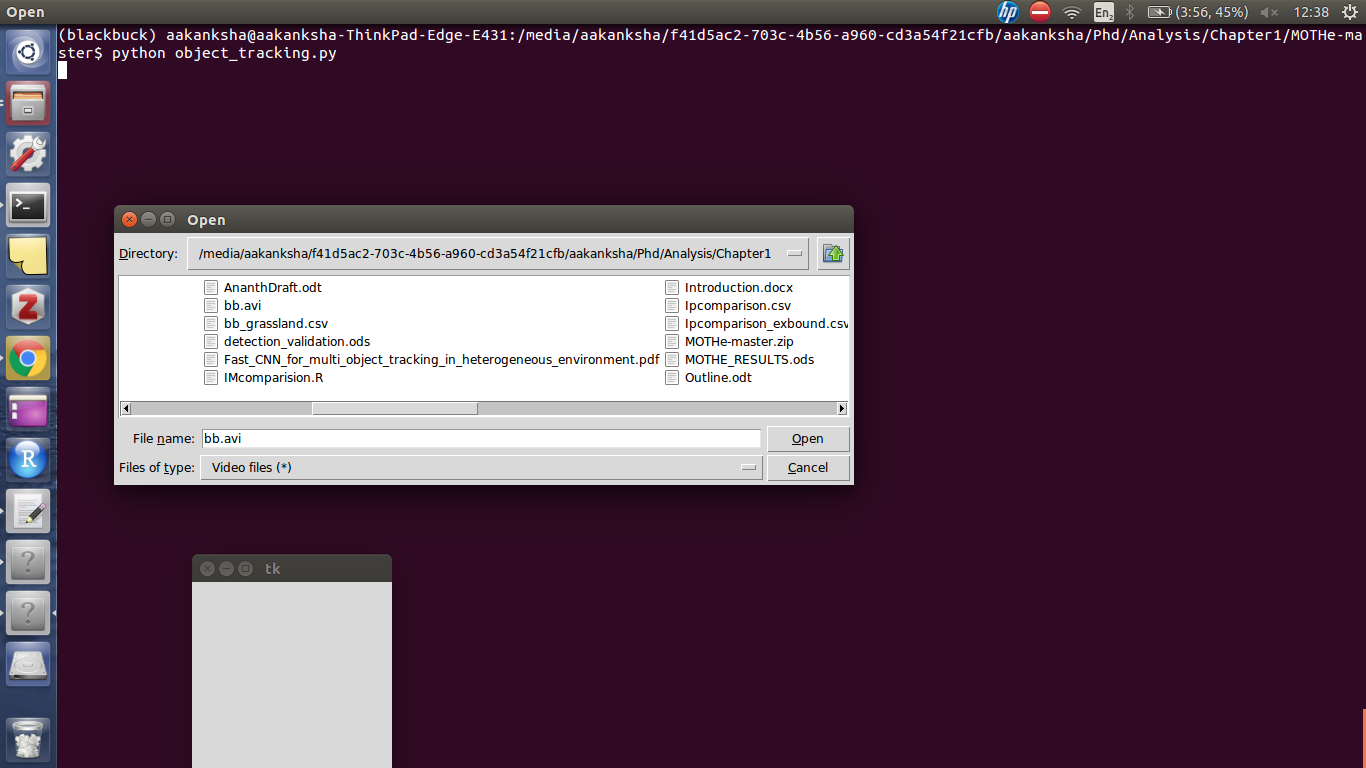 Open
hp En2 (3:56, 45%) 12:38
(blackbuck) aakanksha@aakanksha-ThinkPad-Edge-E431:/media/aakanksha/f41d5ac2-703c-4b56-a960-cd3a54f21cfb/aakanksha/Phd/Analysis/Chapter1/MOTHe-ma
ster$ python object_tracking.py
Open
Directory: /media/aakanksha/f41d5ac2-703c-4b56-a960-cd3a54f21cfb/aakanksha/Phd/Analysis/Chapter1
AnanthDraft.odt
bb.avi
bb_grassland.csv
detection_validation.ods
Fast_CNN_for_multi_object_tracking_in_heterogeneous_environment.pdf
IMcomparision.R
Introduction.docx
Ipcomparison.csv
Ipcomparison_exbound.csv
MOTHe-master.zip
MOTHE_RESULTS.ods
Outline.odt
File name: bb.avi Open
Files of type: Video files (*) Cancel
tk
Z
R
? 
?